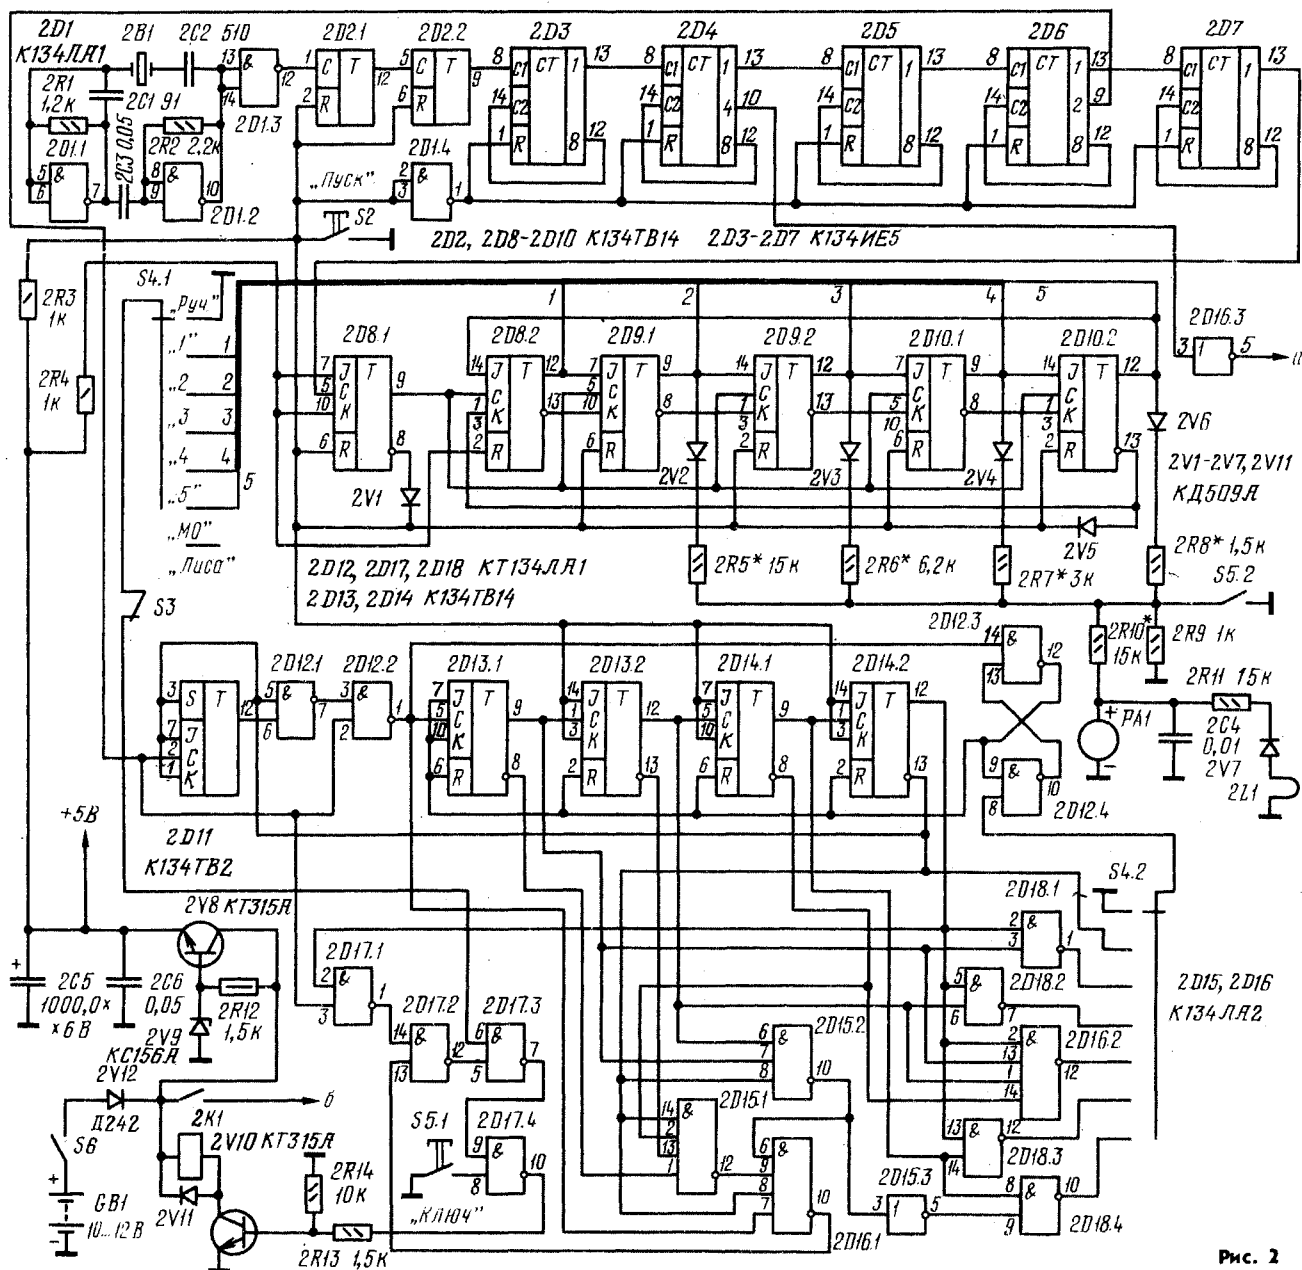 2D1
К134ЛА1
2B1
2C2
510
2D2.1
2D2.2
2D3
2D4
2D5
2D6
2D7
2R1
1,2к
2C1 91
2C3 0,05
2R2 2,2к
2D1.1
2D1.2
2D1.3
2D1.4
„Пуск"
S2
2D2, 2D8-2D10 К134ТВ14
2D3-2D7 К134ИЕ5
2R3
1к
2R4
1к
S4.1
„Руч"
„1"
„2
„3
„4
„5"
„МО"
„Лиса"
1
2
3
4
5
2D8.1
2D8.2
2D9.1
2D9.2
2D10.1
2D10.2
2D16.3
2V1
2V2
2V3
2V4
2V5
2V6
2V1-2V7, 2V11
КД509А
2D12, 2D17, 2D18 КТ134ЛА1
2D13, 2D14 К134ТВ14
2R5* 15к
2R6* 6,2к
2R7* 3к
2R8* 1,5к
S5.2
S3
2D12.1
2D12.2
2D13.1
2D13.2
2D14.1
2D14.2
2D12.3
2R10*
15к
2R9 1к
2R11 15к
PA1
2C4
0,01
2V7
2L1
2D12.4
+5В
2D11
К134ТВ2
2V8 КТ315А
2C5
1000,0×
×6 В
2C6
0,05
2R12
1,5к
2V9
КС156А
2V12
Д242
2K1
б
2V10 КТ315А
S6
GB1
10...12 В
2V11
2R14
10к
2R13 1,5к
2D17.1
2D17.2
2D17.3
2D17.4
S5.1
„Ключ"
2D15.1
2D15.2
2D15.3
2D16.1
2D16.2
2D18.1
2D18.2
2D18.3
2D18.4
S4.2
2D15, 2D16
К134ЛА2
Рис. 2